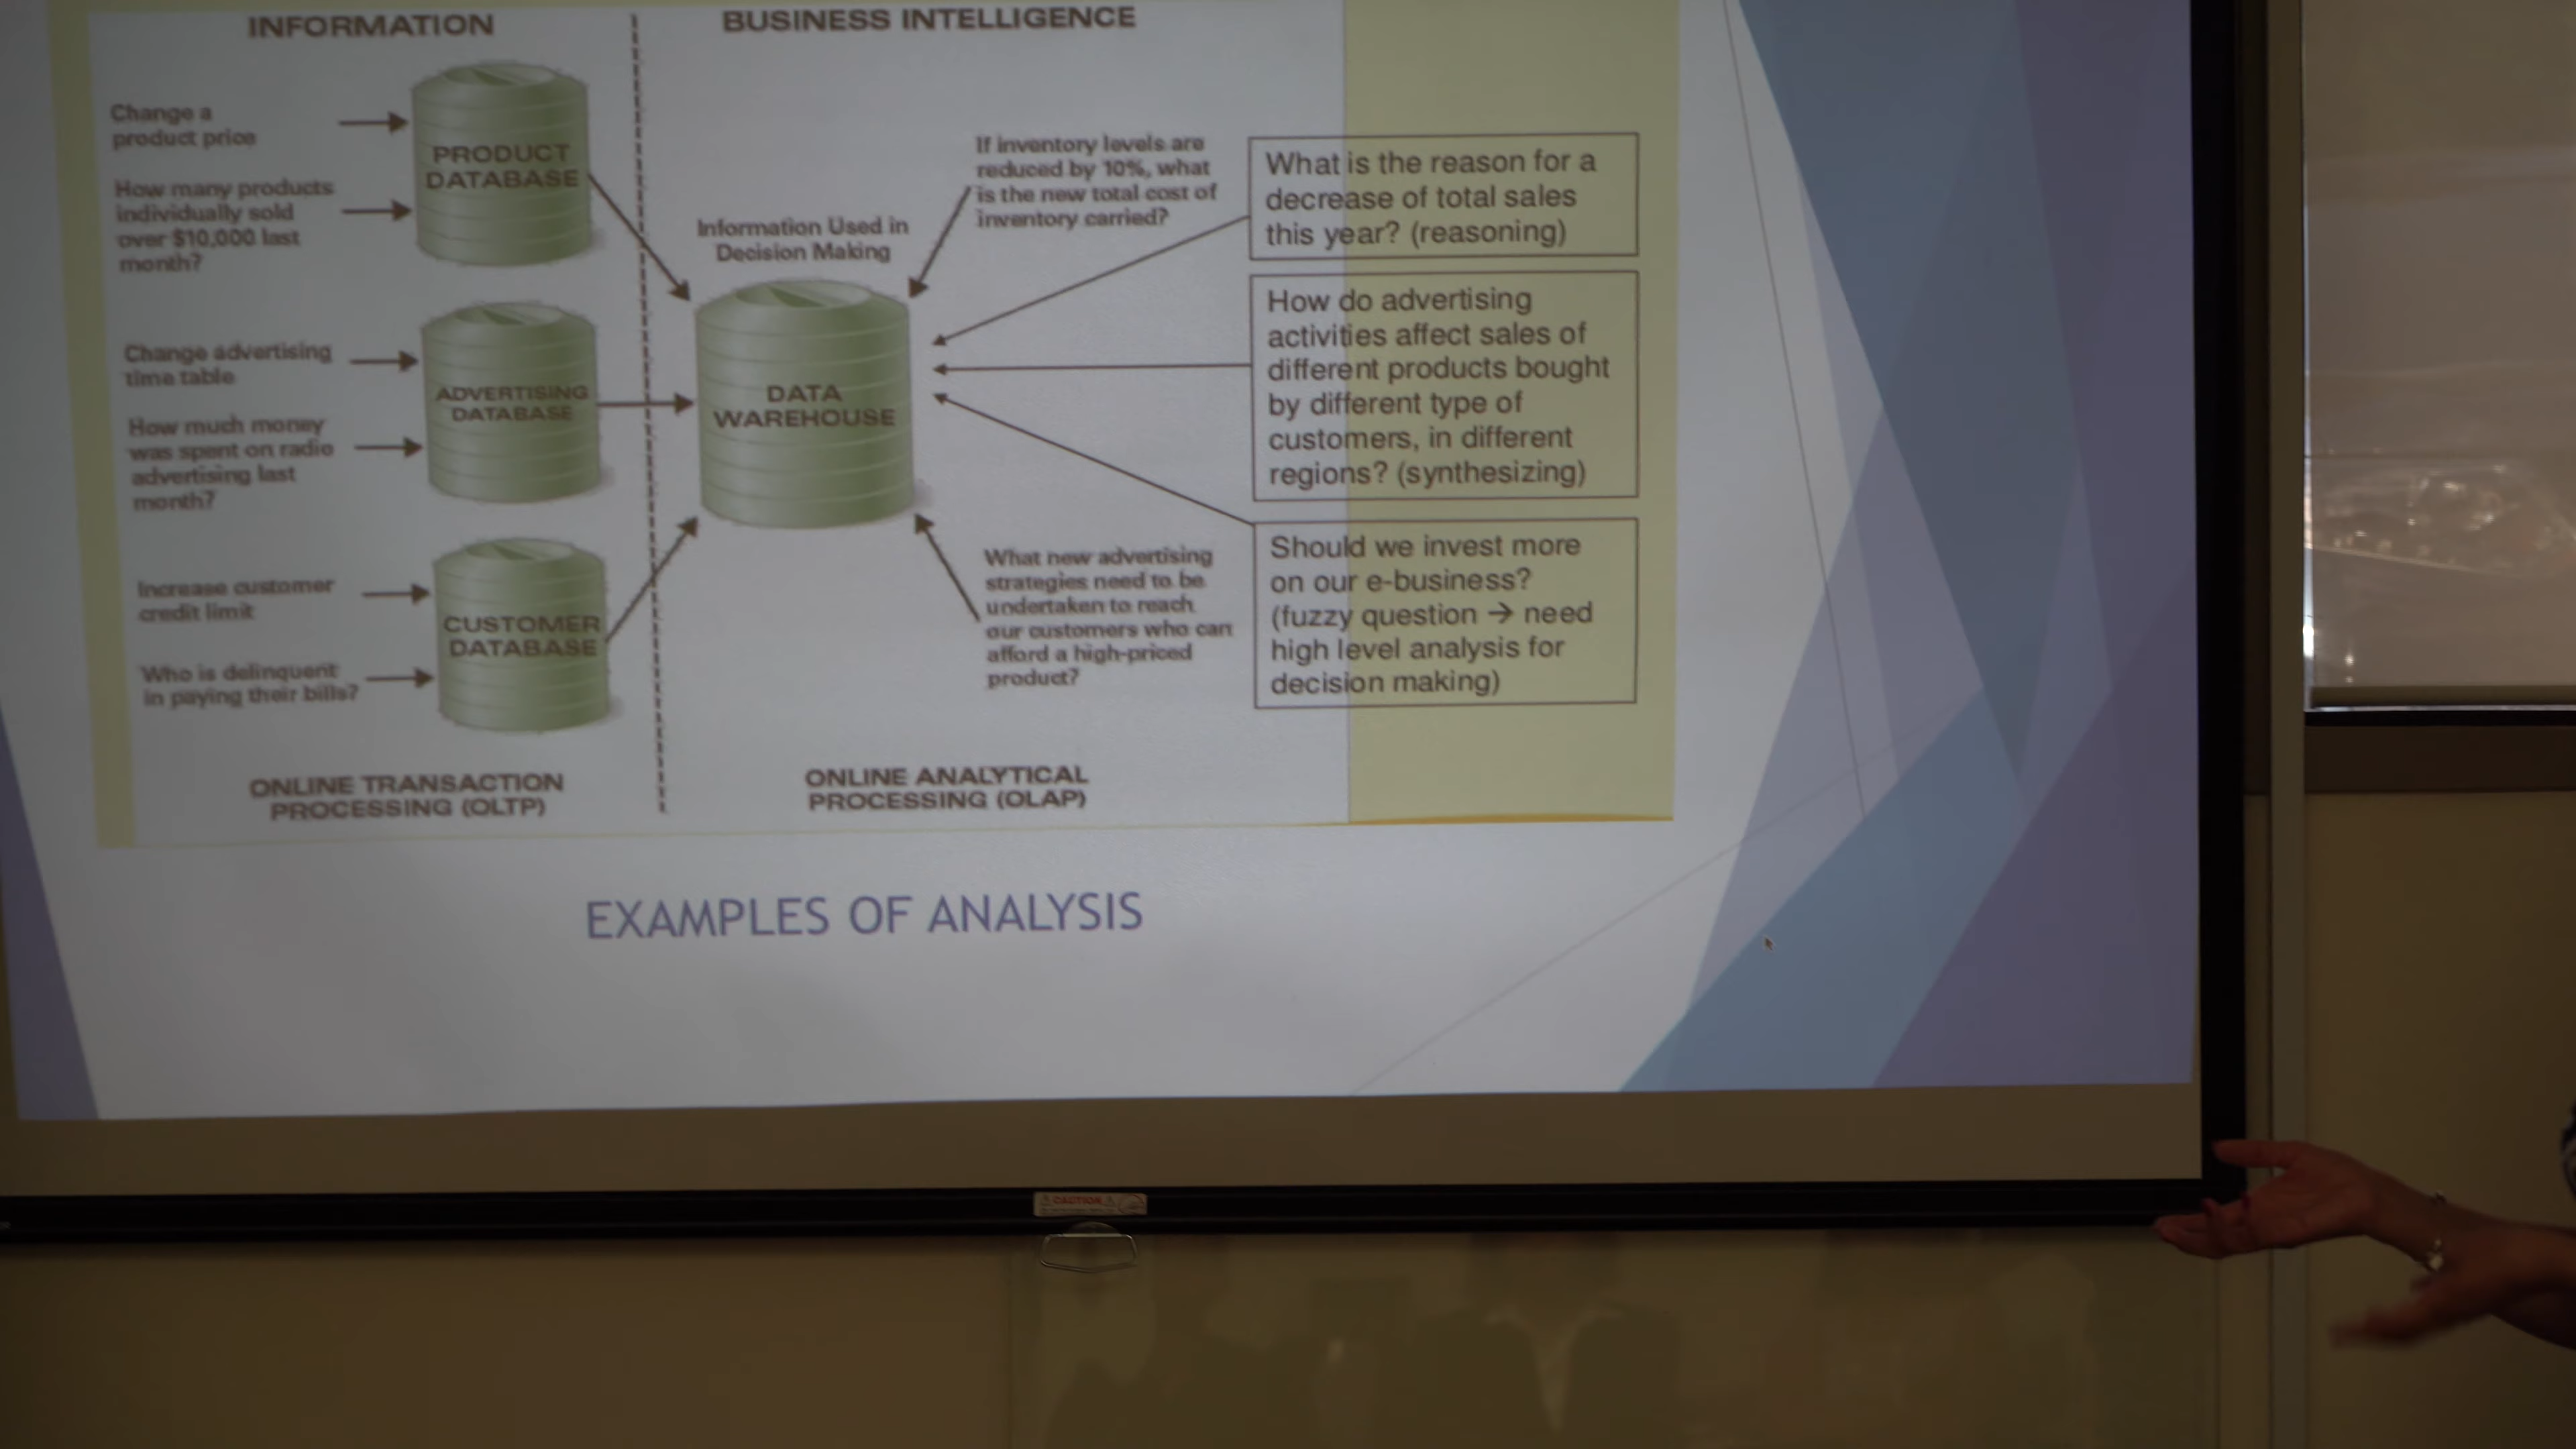 INFORMATION
BUSINESS INTELLIGENCE
Change a
product price
How many products
individually sold
over $10,000 last
month?
PRODUCT
DATABASE
Change advertising
time table
How much money
was spent on radio
advertising last
month?
ADVERTISING
DATABASE
Increase customer
credit limit
Who is delinquent
in paying their bills?
CUSTOMER
DATABASE
ONLINE TRANSACTION
PROCESSING (OLTP)
Information Used in
Decision Making
DATA
WAREHOUSE
If inventory levels are
reduced by 10%, what
is the new total cost of
inventory carried?
What new advertising
strategies need to be
undertaken to reach
our customers who can
afford a high-priced
product?
ONLINE ANALYTICAL
PROCESSING (OLAP)
What is the reason for a
decrease of total sales
this year? (reasoning)
How do advertising
activities affect sales of
different products bought
by different type of
customers, in different
regions? (synthesizing)
Should we invest more
on our e-business?
(fuzzy question → need
high level analysis for
decision making)
EXAMPLES OF ANALYSIS
CAUTION